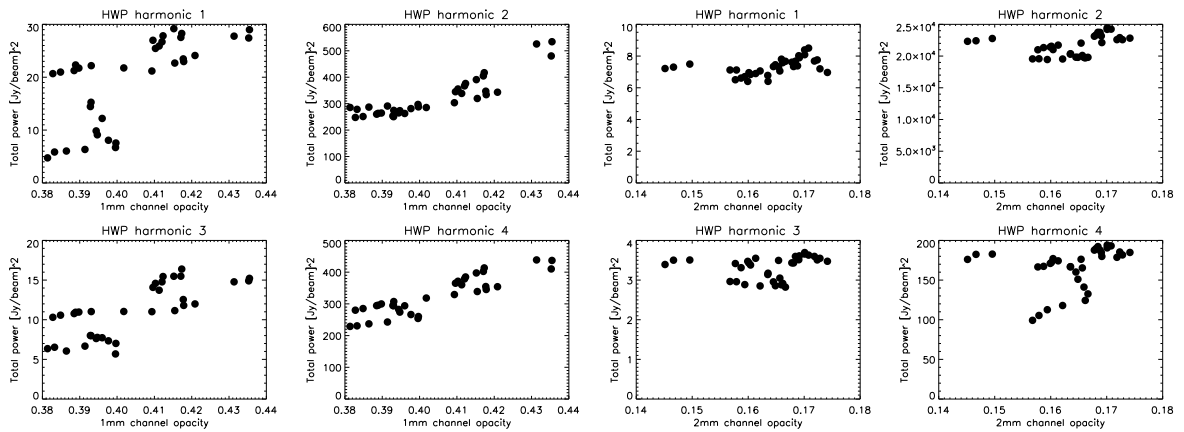 HWP harmonic 1
Total power [Jy/beam]^2
30
20
10
0
0.38 0.39 0.40 0.41 0.42 0.43 0.44
1mm channel opacity
HWP harmonic 2
Total power [Jy/beam]^2
600
500
400
300
200
100
0
0.38 0.39 0.40 0.41 0.42 0.43 0.44
1mm channel opacity
HWP harmonic 1
Total power [Jy/beam]^2
10
8
6
4
2
0
0.14 0.15 0.16 0.17 0.18
2mm channel opacity
HWP harmonic 2
Total power [Jy/beam]^2
2.5×10⁴
2.0×10⁴
1.5×10⁴
1.0×10⁴
5.0×10³
0
0.14 0.15 0.16 0.17 0.18
2mm channel opacity
HWP harmonic 3
Total power [Jy/beam]^2
20
15
10
5
0
0.38 0.39 0.40 0.41 0.42 0.43 0.44
1mm channel opacity
HWP harmonic 4
Total power [Jy/beam]^2
500
400
300
200
100
0
0.38 0.39 0.40 0.41 0.42 0.43 0.44
1mm channel opacity
HWP harmonic 3
Total power [Jy/beam]^2
4
3
2
1
0
0.14 0.15 0.16 0.17 0.18
2mm channel opacity
HWP harmonic 4
Total power [Jy/beam]^2
200
150
100
50
0
0.14 0.15 0.16 0.17 0.18
2mm channel opacity